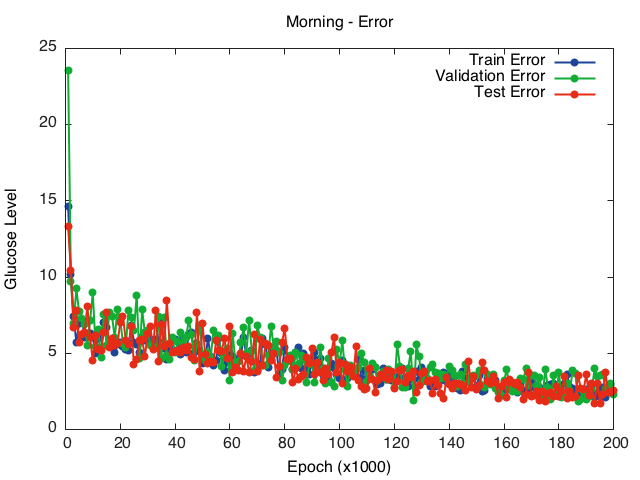 Morning - Error
Train Error
Validation Error
Test Error
25
20
15
10
5
0
Glucose Level
0 20 40 60 80 100 120 140 160 180 200
Epoch (x1000)